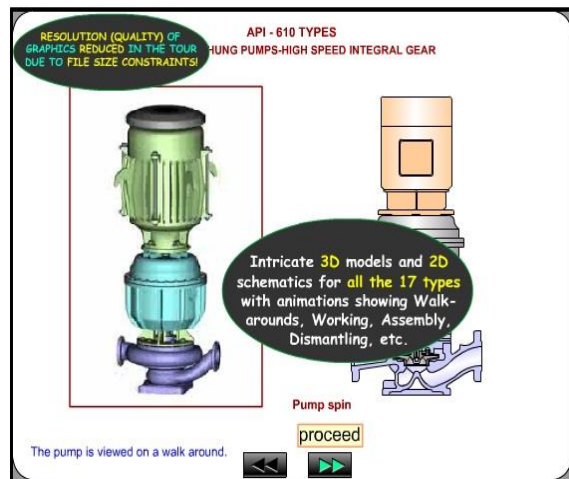 RESOLUTION (QUALITY) OF
GRAPHICS REDUCED IN THE TOUR
DUE TO FILE SIZE CONSTRAINTS!
API - 610 TYPES
HUNG PUMPS-HIGH SPEED INTEGRAL GEAR
Intricate 3D models and 2D
schematics for all the 17 types
with animations showing Walk-
arounds, Working, Assembly,
Dismantling, etc.
Pump spin
proceed
The pump is viewed on a walk around.